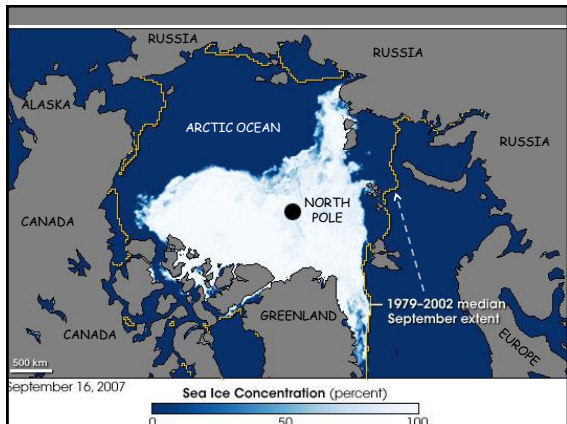 RUSSIA
RUSSIA
ALASKA
ARCTIC OCEAN
RUSSIA
NORTH
POLE
CANADA
1979–2002 median
September extent
GREENLAND
CANADA
EUROPE
500 km
September 16, 2007
Sea Ice Concentration (percent)
0 50 100